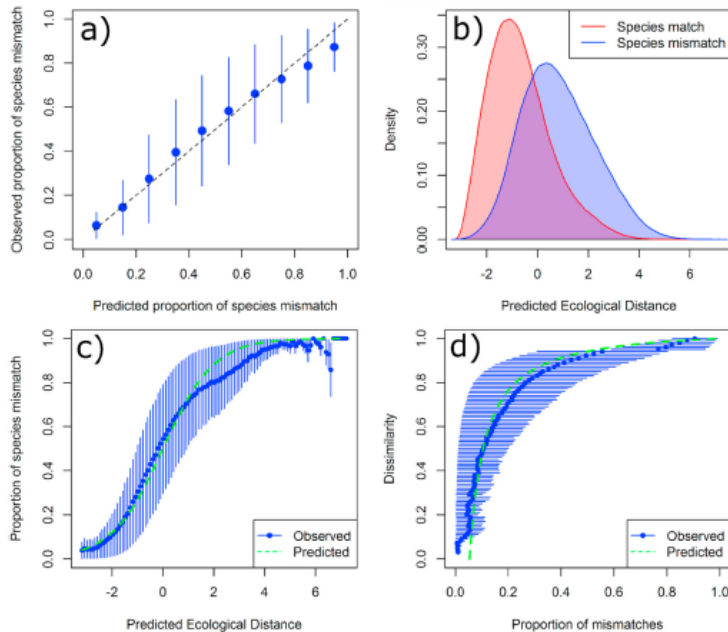 a)
Observed proportion of species mismatch
1.0
0.8
0.6
0.4
0.2
0.0
0.0 0.2 0.4 0.6 0.8 1.0
Predicted proportion of species mismatch
b)
Species match
Species mismatch
Density
0.30
0.20
0.10
0.00
-2 0 2 4 6
Predicted Ecological Distance
c)
Proportion of species mismatch
1.0
0.8
0.6
0.4
0.2
0.0
Observed
Predicted
-2 0 2 4 6
Predicted Ecological Distance
d)
Dissimilarity
1.0
0.8
0.6
0.4
0.2
0.0
Observed
Predicted
0.0 0.2 0.4 0.6 0.8 1.0
Proportion of mismatches